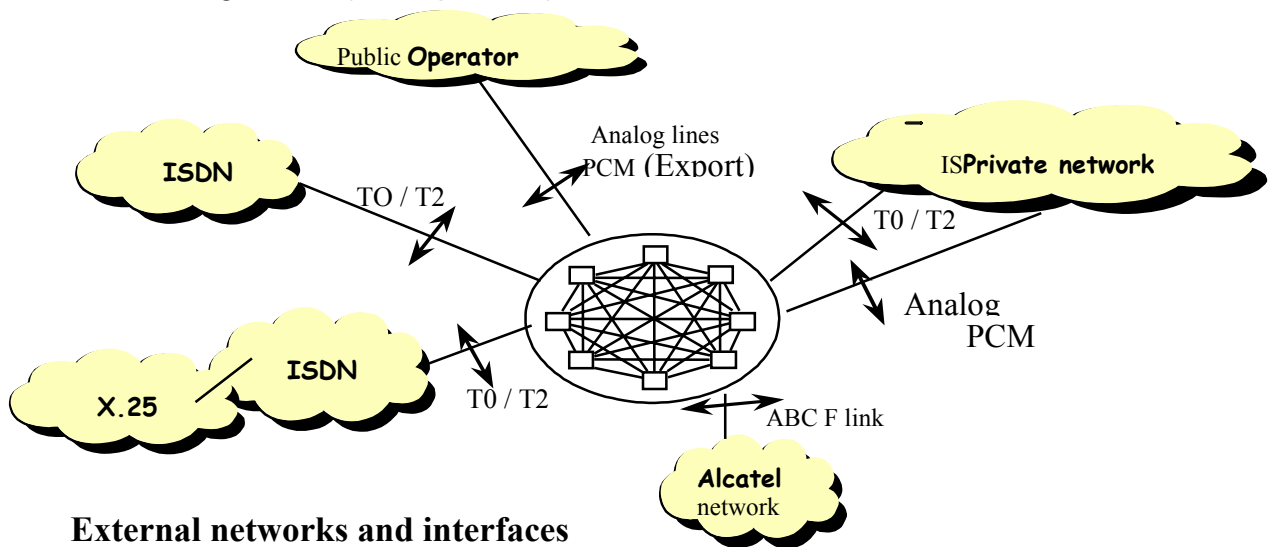 Public Operator
Analog lines
PCM (Export)
ISDN
TO / T2
ISPrivate network
T0 / T2
Analog
PCM
ISDN
X.25
T0 / T2
ABC F link
Alcatel
network
External networks and interfaces